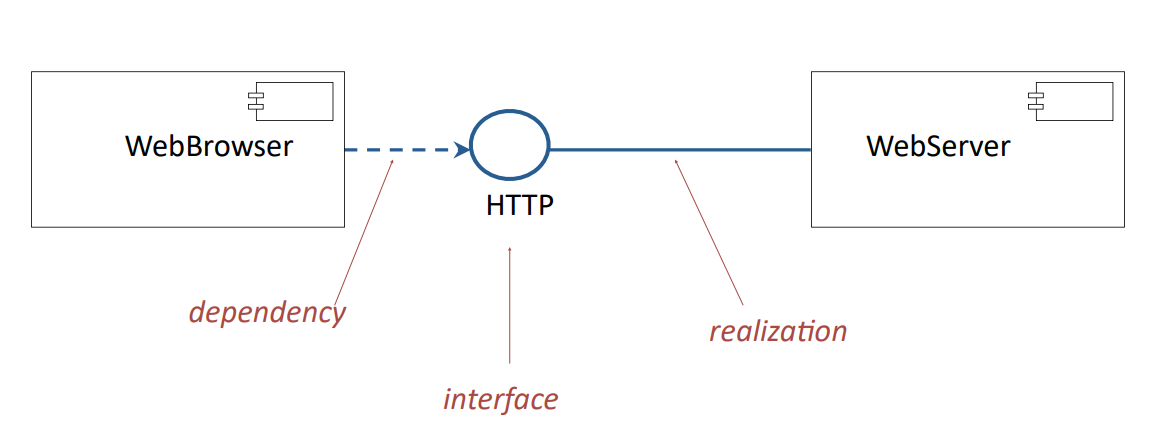 WebBrowser
WebServer
HTTP
dependency
realization
interface